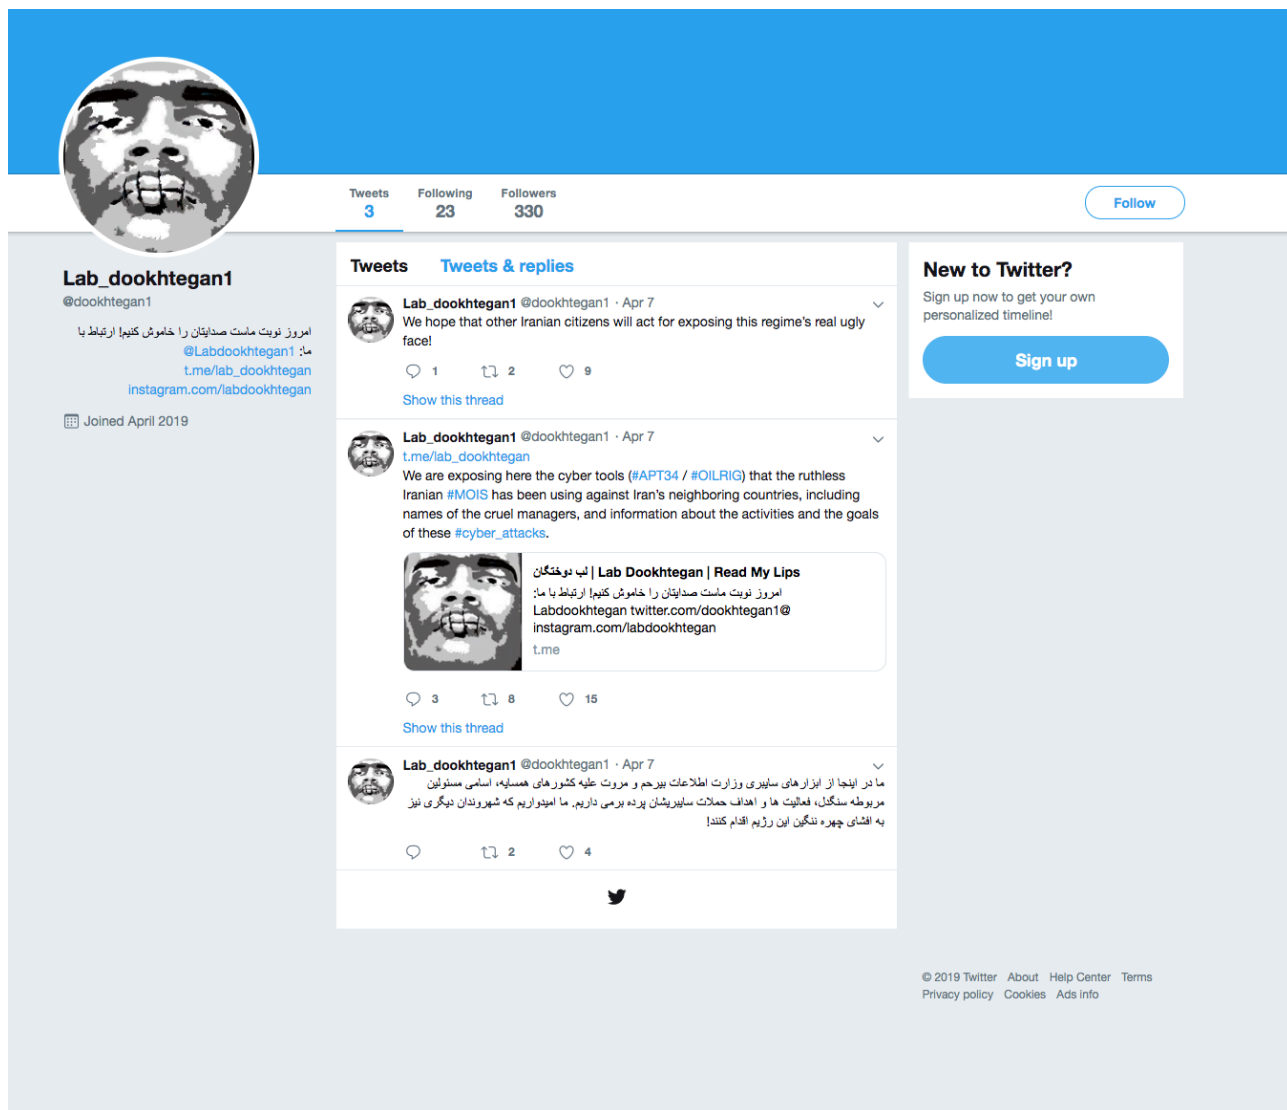 Tweets
3
Following
23
Followers
330
Follow
Lab_dookhtegan1
@dookhtegan1
امروز نوبت ماست صدایتان را خاموش کنیم! ارتباط با
ما: @Labdookhtegan1
t.me/lab_dookhtegan
instagram.com/labdookhtegan
Joined April 2019
Tweets Tweets & replies
Lab_dookhtegan1 @dookhtegan1 · Apr 7
We hope that other Iranian citizens will act for exposing this regime's real ugly
face!
1 2 9
Show this thread
Lab_dookhtegan1 @dookhtegan1 · Apr 7
t.me/lab_dookhtegan
We are exposing here the cyber tools (#APT34 / #OILRIG) that the ruthless
Iranian #MOIS has been using against Iran's neighboring countries, including
names of the cruel managers, and information about the activities and the goals
of these #cyber_attacks.
لب دوختگان | Lab Dookhtegan | Read My Lips
امروز نوبت ماست صدایتان را خاموش کنیم! ارتباط با ما:
Labdookhtegan twitter.com/dookhtegan1@
instagram.com/labdookhtegan
t.me
3 8 15
Show this thread
Lab_dookhtegan1 @dookhtegan1 · Apr 7
ما در اینجا از ابزارهای سایبری وزارت اطلاعات بیرحم و مروت علیه کشورهای همسایه، اسامی مسئولین
مربوطه سنگدل، فعالیت ها و اهداف حملات سایبریشان پرده برمی داریم. ما امیدواریم که شهروندان دیگری نیز
به افشای چهره ننگین این رژیم اقدام کنند!
2 4
New to Twitter?
Sign up now to get your own
personalized timeline!
Sign up
© 2019 Twitter About Help Center Terms
Privacy policy Cookies Ads info